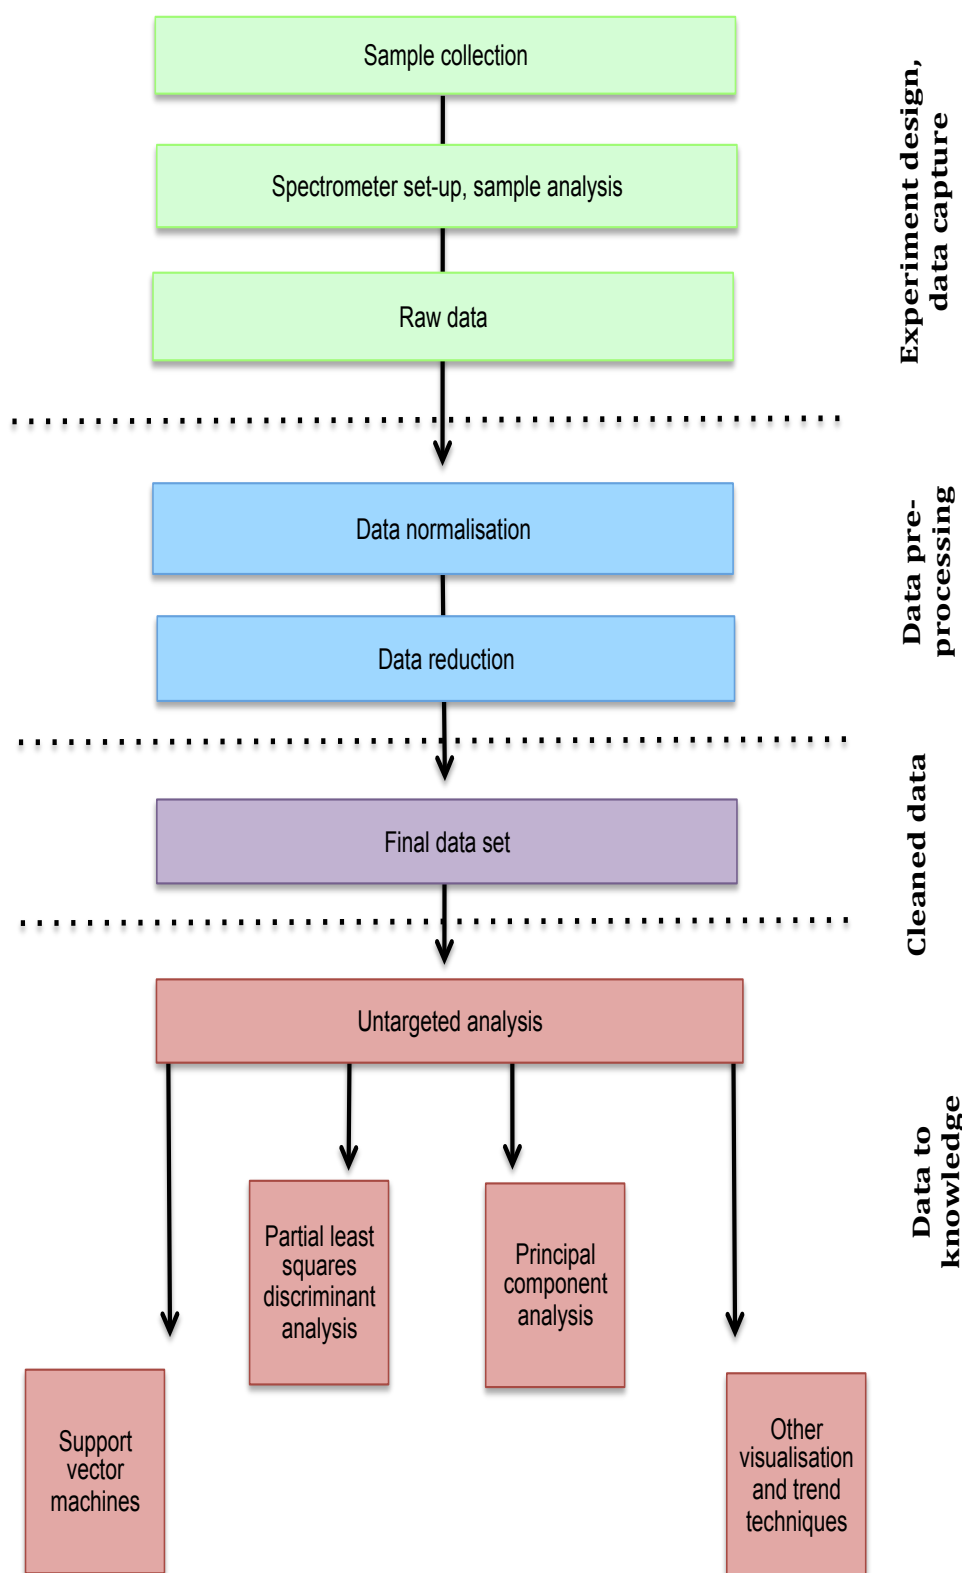 Sample collection
Spectrometer set-up, sample analysis
Raw data
Experiment design,
data capture
Data normalisation
Data reduction
Data pre-
processing
Final data set
Cleaned data
Untargeted analysis
Partial least
squares
discriminant
analysis
Principal
component
analysis
Support
vector
machines
Other
visualisation
and trend
techniques
Data to
knowledge